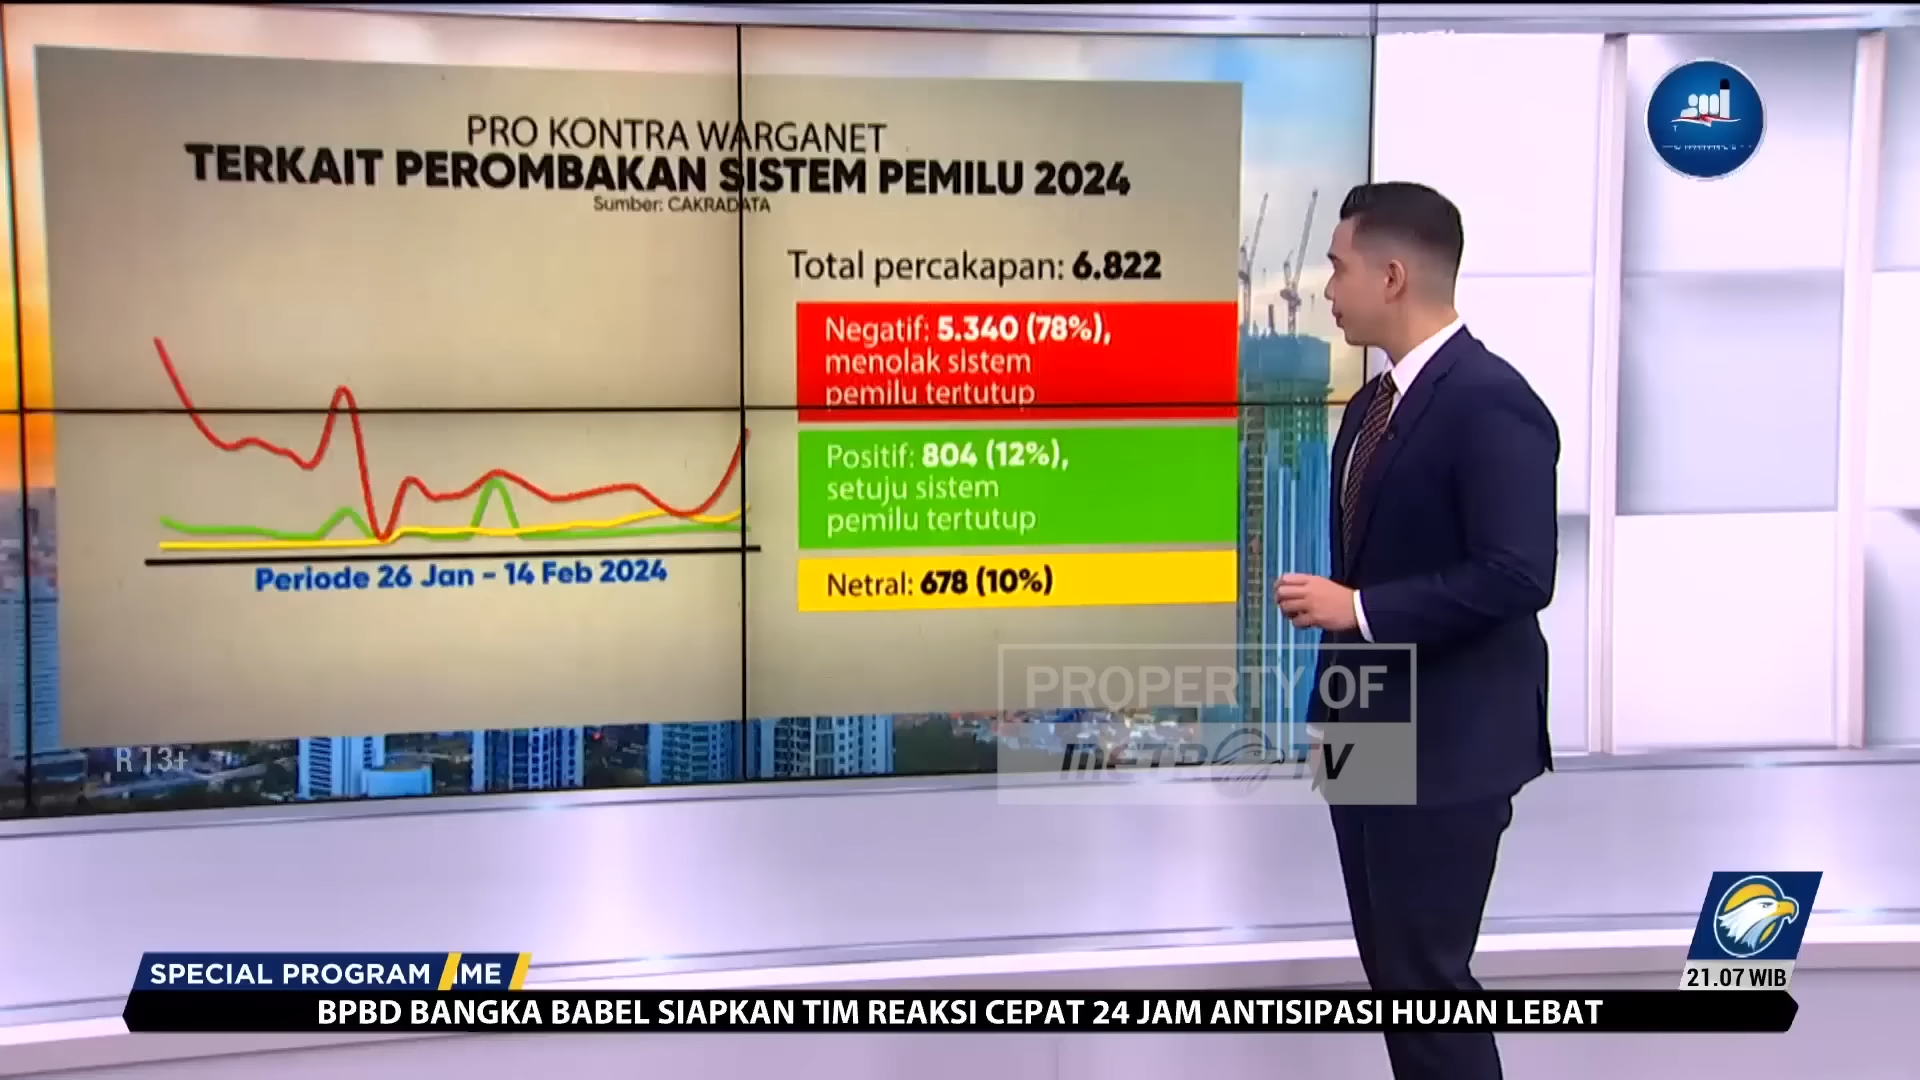 PRO KONTRA WARGANET
TERKAIT PEROMBAKAN SISTEM PEMILU 2024
Sumber: CAKRADATA
Total percakapan: 6.822
Negatif: 5.340 (78%),
menolak sistem
pemilu tertutup
Positif: 804 (12%),
setuju sistem
pemilu tertutup
Netral: 678 (10%)
Periode 26 Jan - 14 Feb 2024
PROPERTY OF
METRO TV
R 13+
SPECIAL PROGRAM
21.07 WIB
BPBD BANGKA BABEL SIAPKAN TIM REAKSI CEPAT 24 JAM ANTISIPASI HUJAN LEBAT